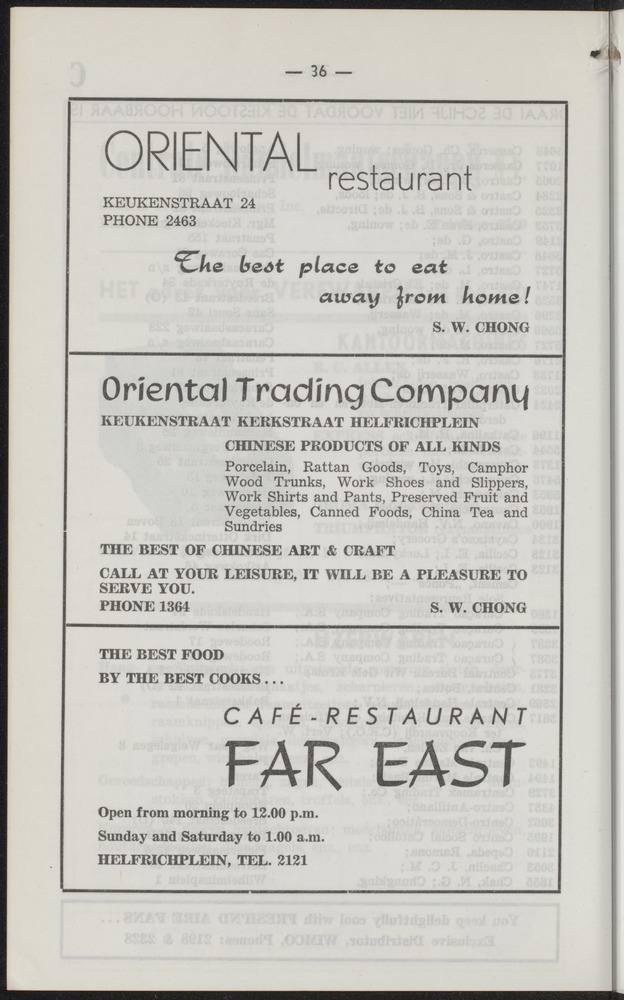 — 36 —
ORIENTAL
restaurant
KEUKENSTRAAT 24
PHONE 2463
The best place to eat
away from home!
S. W. CHONG
Oriental Trading Company
KEUKENSTRAAT KERKSTRAAT HELFRICHPLEIN
CHINESE PRODUCTS OF ALL KINDS
Porcelain, Rattan Goods, Toys, Camphor
Wood Trunks, Work Shoes and Slippers,
Work Shirts and Pants, Preserved Fruit and
Vegetables, Canned Foods, China Tea and
Sundries
THE BEST OF CHINESE ART & CRAFT
CALL AT YOUR LEISURE, IT WILL BE A PLEASURE TO
SERVE YOU.
PHONE 1364 S. W. CHONG
THE BEST FOOD
BY THE BEST COOKS ...
CAFÉ-RESTAURANT
FAR EAST
Open from morning to 12.00 p.m.
Sunday and Saturday to 1.00 a.m.
HELFRICHPLEIN, TEL. 2121